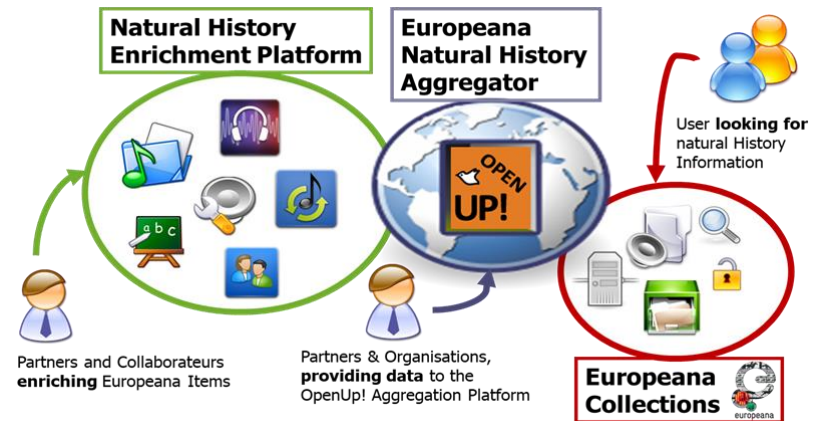 Natural History
Enrichment Platform
Europeana
Natural History
Aggregator
User looking for
natural History
Information
OPEN
UP!
a b c
Partners and Collaborateurs
enriching Europeana Items
Partners & Organisations,
providing data to the
OpenUp! Aggregation Platform
Europeana
Collections
e
europeana